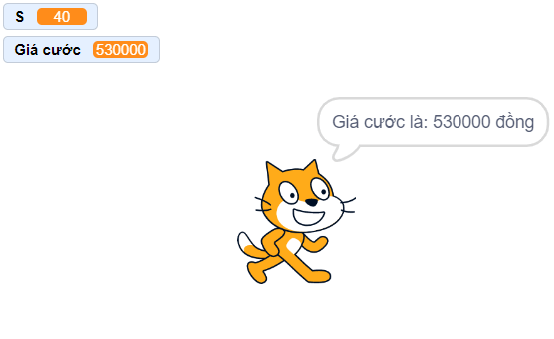 S 40
Giá cước 530000
Giá cước là: 530000 đồng